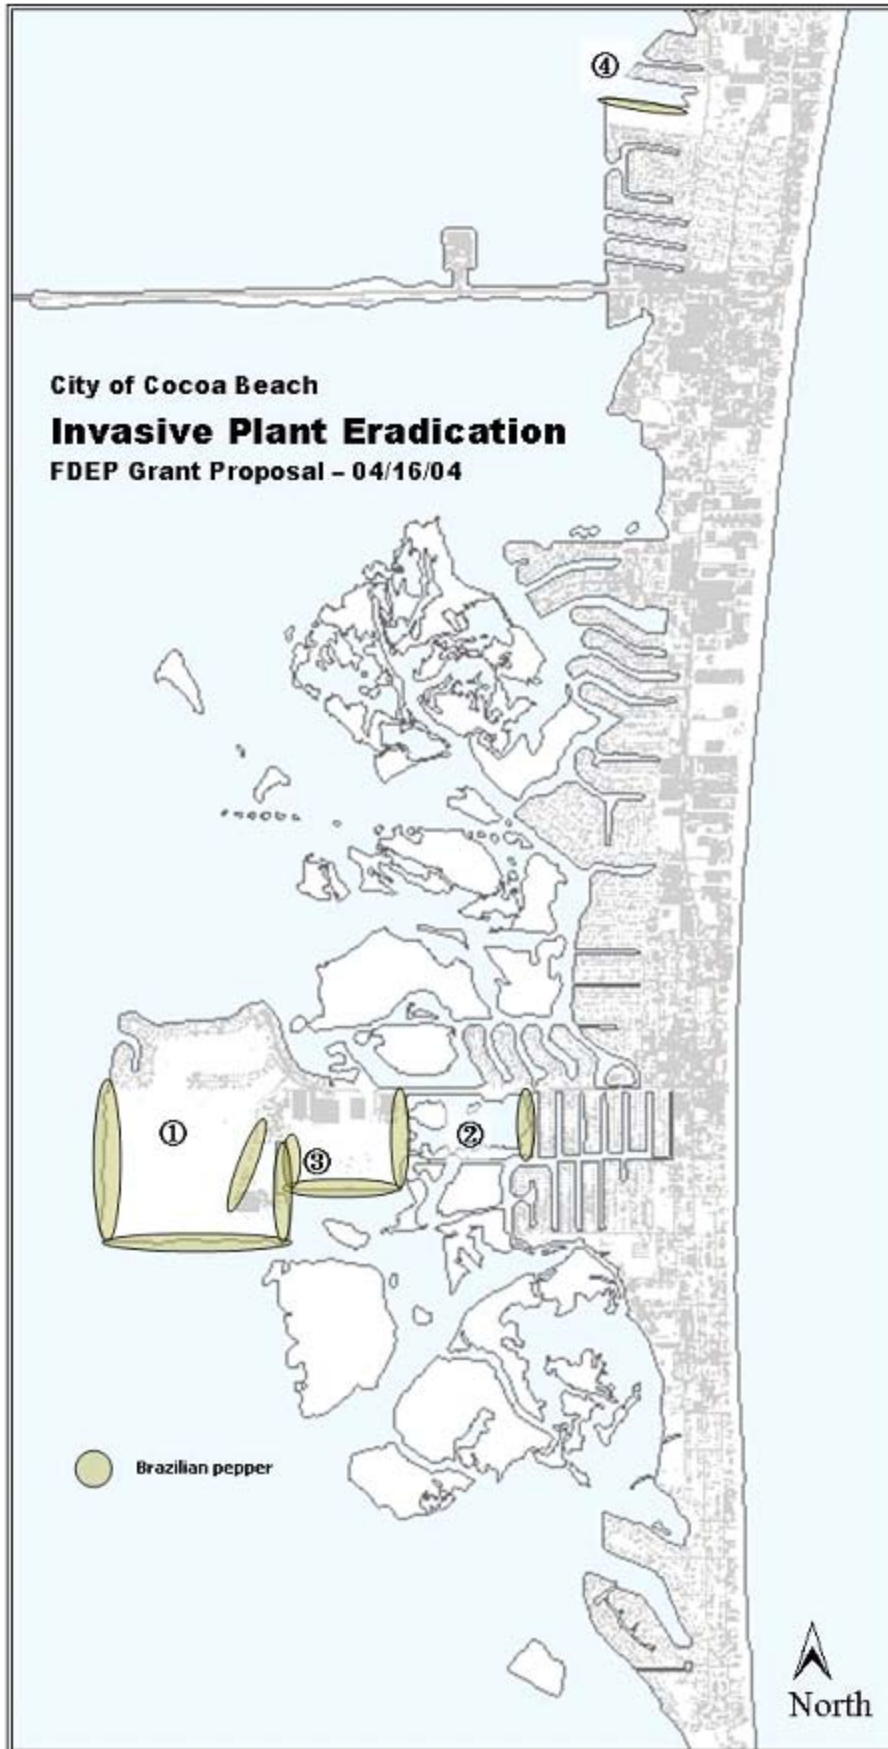 ④
City of Cocoa Beach
Invasive Plant Eradication
FDEP Grant Proposal – 04/16/04
①
②
③
Brazilian pepper
North